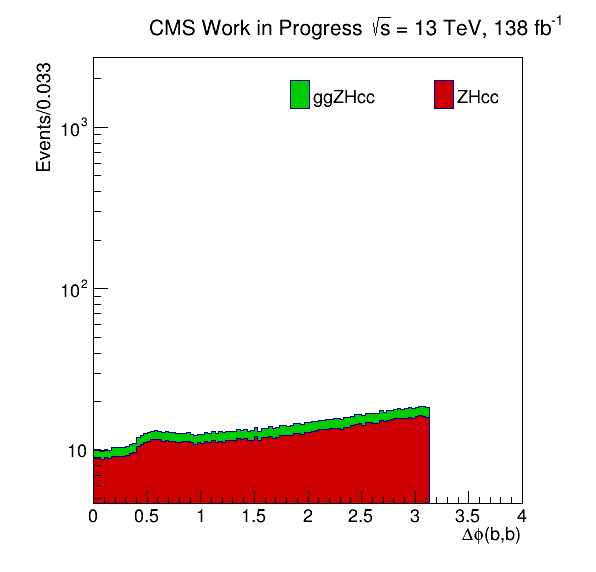 CMS Work in Progress √s = 13 TeV, 138 fb⁻¹
Events/0.033
ggZHcc ZHcc
10³
10²
10
0 0.5 1 1.5 2 2.5 3 3.5 4
Δϕ(b,b)